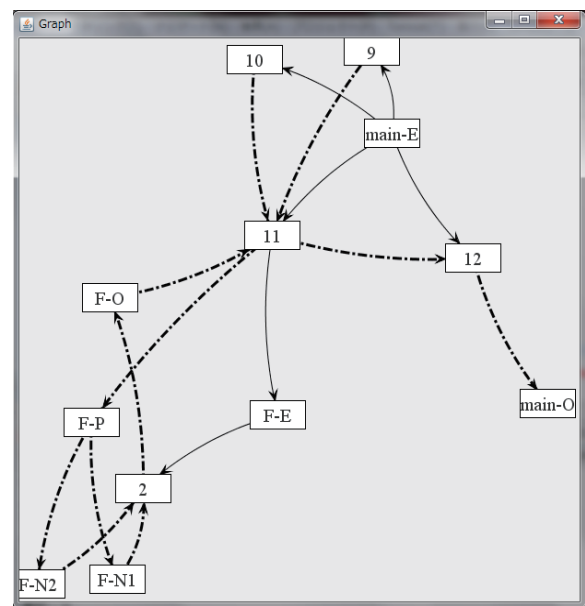 Graph
9
10
main-E
11
12
F-O
main-O
F-P
F-E
2
F-N2
F-N1